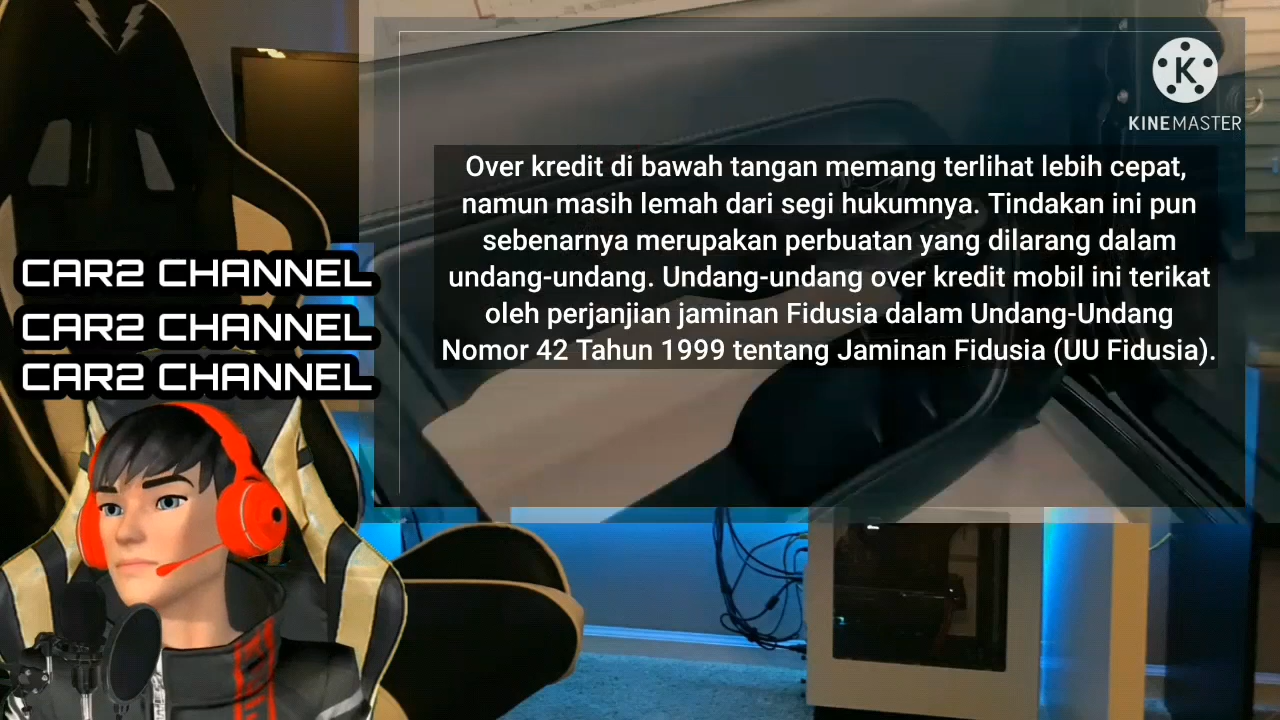 K
KINEMASTER
Over kredit di bawah tangan memang terlihat lebih cepat,
namun masih lemah dari segi hukumnya. Tindakan ini pun
sebenarnya merupakan perbuatan yang dilarang dalam
undang-undang. Undang-undang over kredit mobil ini terikat
oleh perjanjian jaminan Fidusia dalam Undang-Undang
Nomor 42 Tahun 1999 tentang Jaminan Fidusia (UU Fidusia).
CAR2 CHANNEL
CAR2 CHANNEL
CAR2 CHANNEL